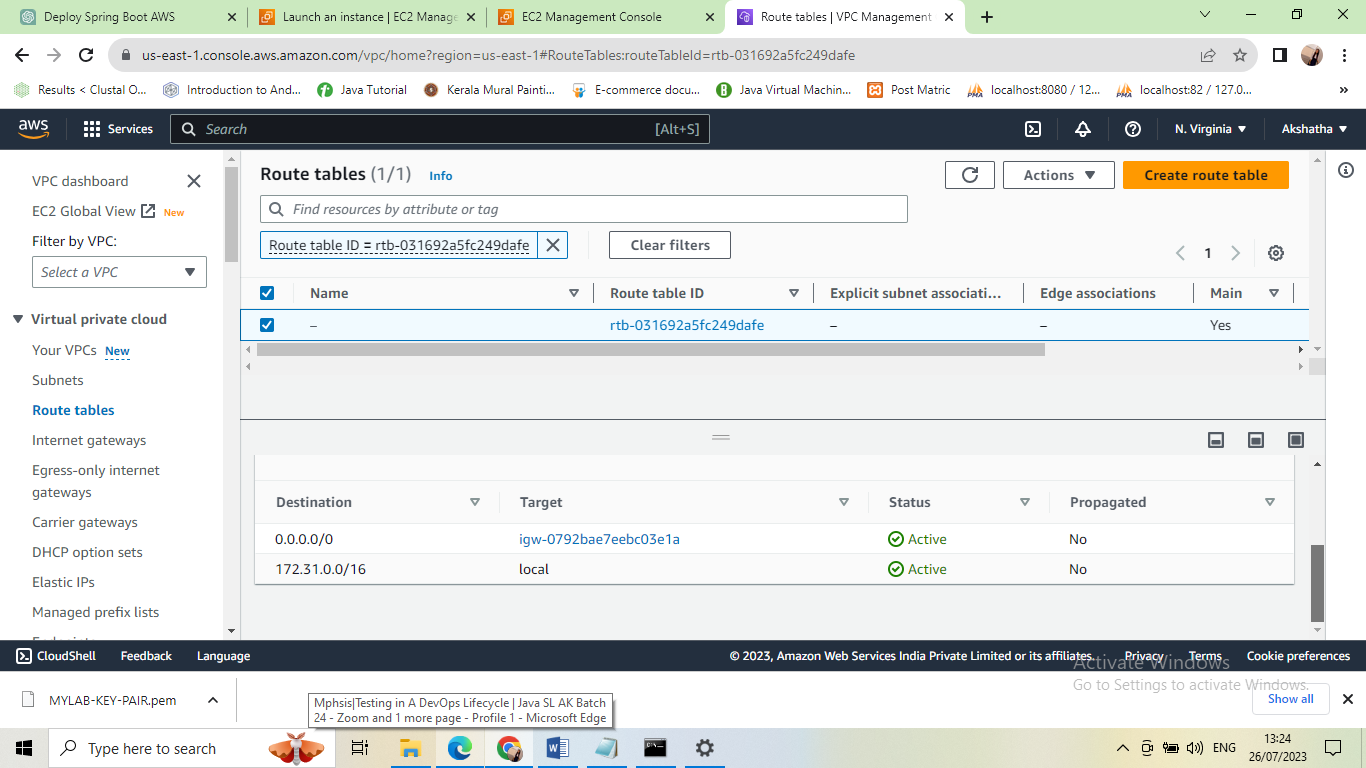 Deploy Spring Boot AWS
Launch an instance | EC2 Manage
EC2 Management Console
Route tables | VPC Management
us-east-1.console.aws.amazon.com/vpc/home?region=us-east-1#RouteTables:routeTableId=rtb-031692a5fc249dafe
Results < Clustal O...
Introduction to And...
Java Tutorial
Kerala Mural Painti...
E-commerce docu...
Java Virtual Machin...
Post Matric
localhost:8080 / 12...
localhost:82 / 127.0...
»
aws
Services
Search
[Alt+S]
N. Virginia
Akshatha
VPC dashboard
EC2 Global View New
Filter by VPC:
Select a VPC
Virtual private cloud
Your VPCs New
Subnets
Route tables
Internet gateways
Egress-only internet
gateways
Carrier gateways
DHCP option sets
Elastic IPs
Managed prefix lists
Route tables (1/1) Info
Actions
Create route table
Find resources by attribute or tag
Route table ID = rtb-031692a5fc249dafe
Clear filters
1
Name Route table ID Explicit subnet associati... Edge associations Main
– rtb-031692a5fc249dafe – – Yes
Destination Target Status Propagated
0.0.0.0/0 igw-0792bae7eebc03e1a Active No
172.31.0.0/16 local Active No
CloudShell Feedback Language
© 2023, Amazon Web Services India Private Limited or its affiliates.
Privacy Terms Cookie preferences
Activate Windows
Go to Settings to activate Windows.
MYLAB-KEY-PAIR.pem
Show all
Mphsis|Testing in A DevOps Lifecycle | Java SL AK Batch
24 - Zoom and 1 more page - Profile 1 - Microsoft Edge
Type here to search
ENG
13:24
26/07/2023